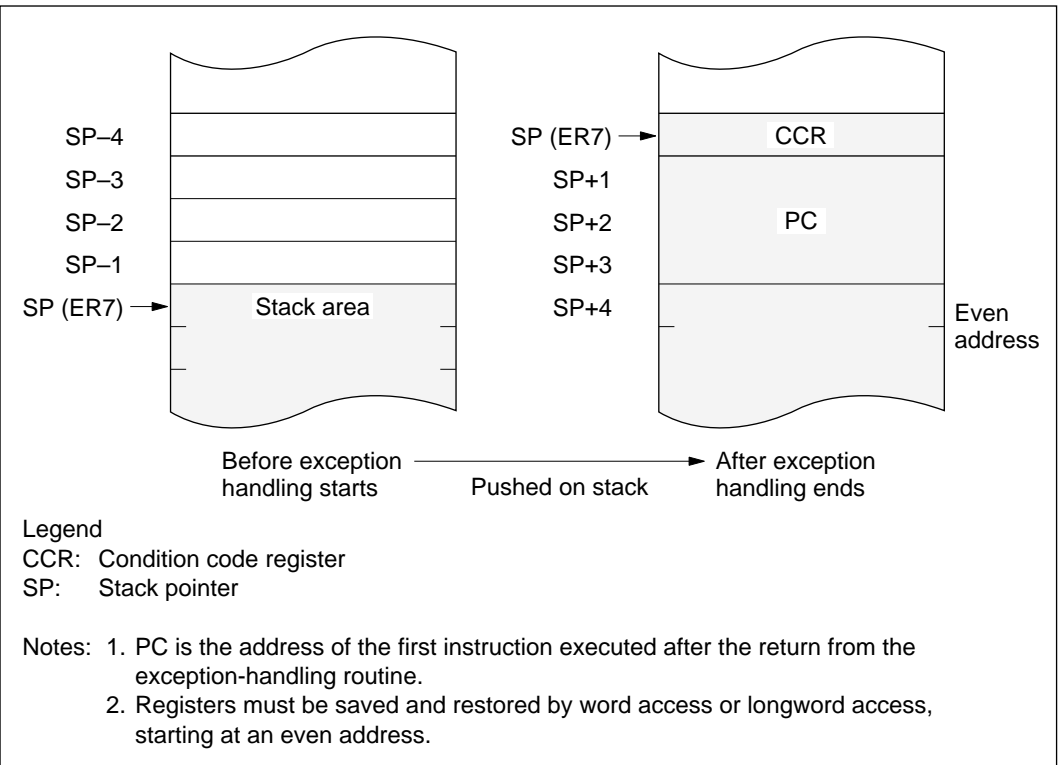 SP–4
SP–3
SP–2
SP–1
SP (ER7)
Stack area
SP (ER7)
CCR
SP+1
SP+2
PC
SP+3
SP+4
Even
address
Before exception
handling starts
Pushed on stack
After exception
handling ends
Legend
CCR: Condition code register
SP: Stack pointer
Notes: 1. PC is the address of the first instruction executed after the return from the
exception-handling routine.
2. Registers must be saved and restored by word access or longword access,
starting at an even address.